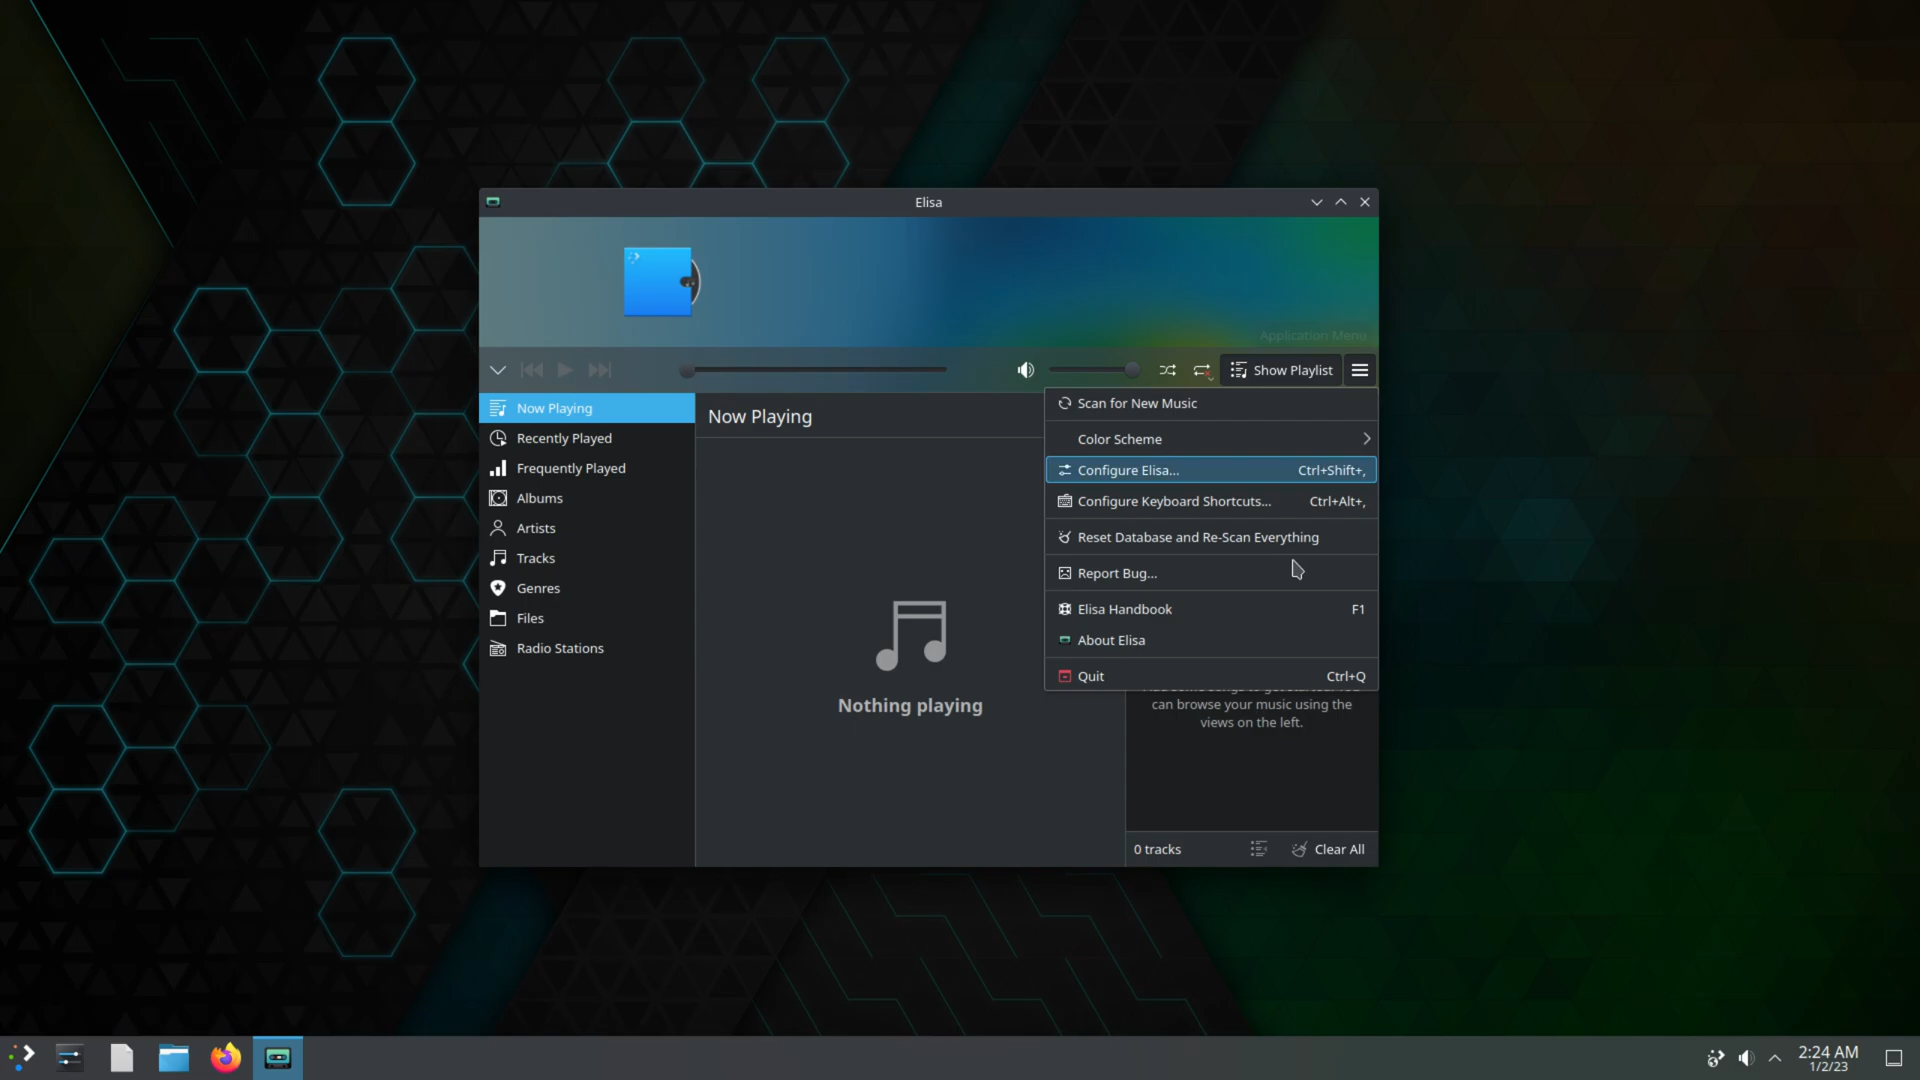 Elisa
Application Menu
Show Playlist
Now Playing
Recently Played
Frequently Played
Albums
Artists
Tracks
Genres
Files
Radio Stations
Now Playing
Nothing playing
Scan for New Music
Color Scheme
Configure Elisa... Ctrl+Shift+,
Configure Keyboard Shortcuts... Ctrl+Alt+,
Reset Database and Re-Scan Everything
Report Bug...
Elisa Handbook F1
About Elisa
Quit Ctrl+Q
can browse your music using the
views on the left.
0 tracks Clear All
2:24 AM
1/2/23